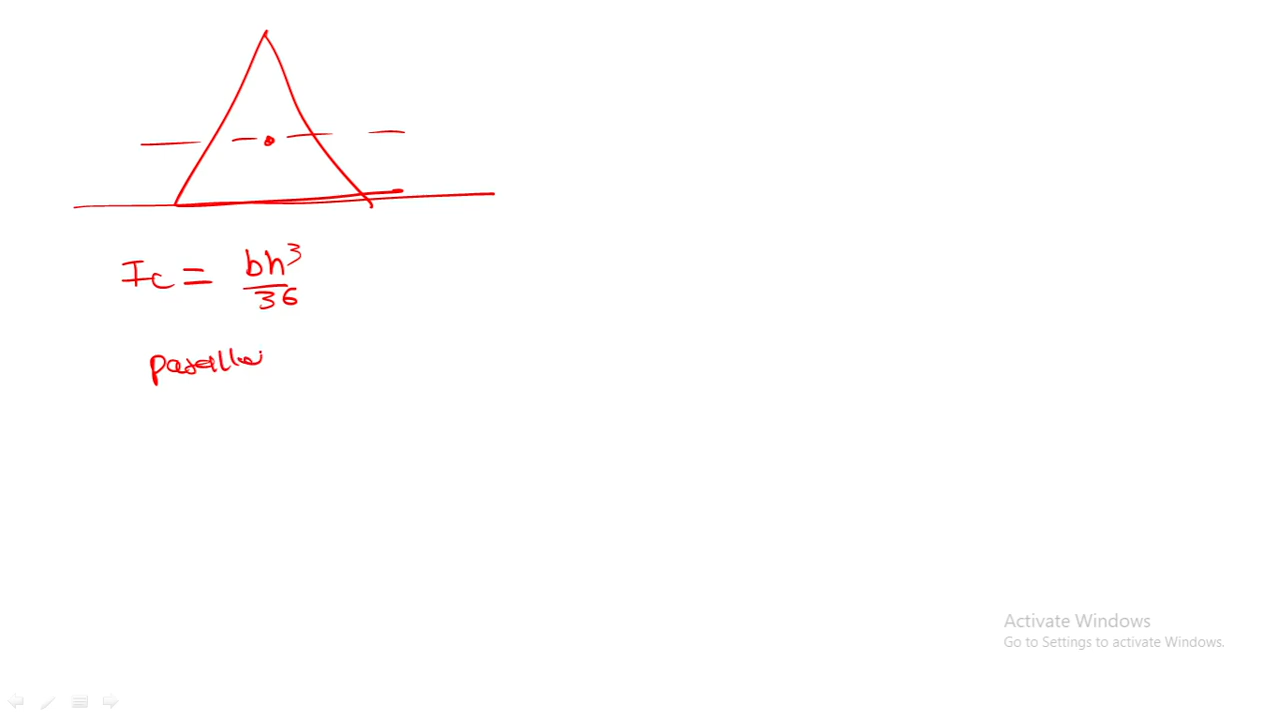 Ic = bh³/36
parallel
Activate Windows
Go to Settings to activate Windows.